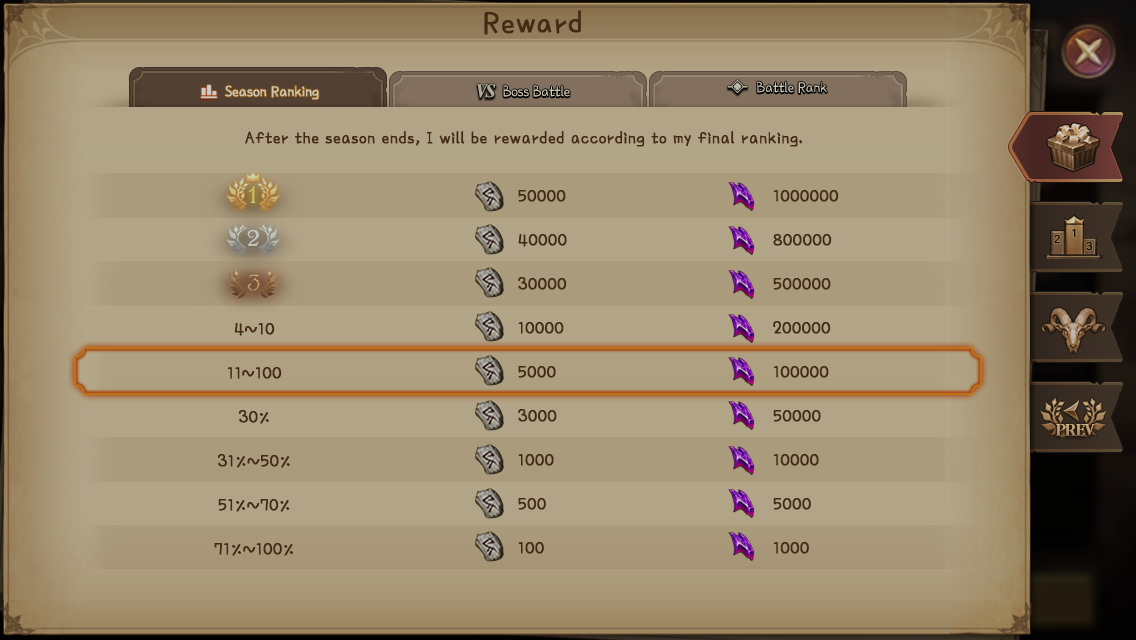 Reward
Season Ranking
VS Boss Battle
Battle Rank
After the season ends, I will be rewarded according to my final ranking.
1 50000 1000000
2 40000 800000
3 30000 500000
4~10 10000 200000
11~100 5000 100000
30% 3000 50000
31%~50% 1000 10000
51%~70% 500 5000
71%~100% 100 1000
2 1 3
PREV